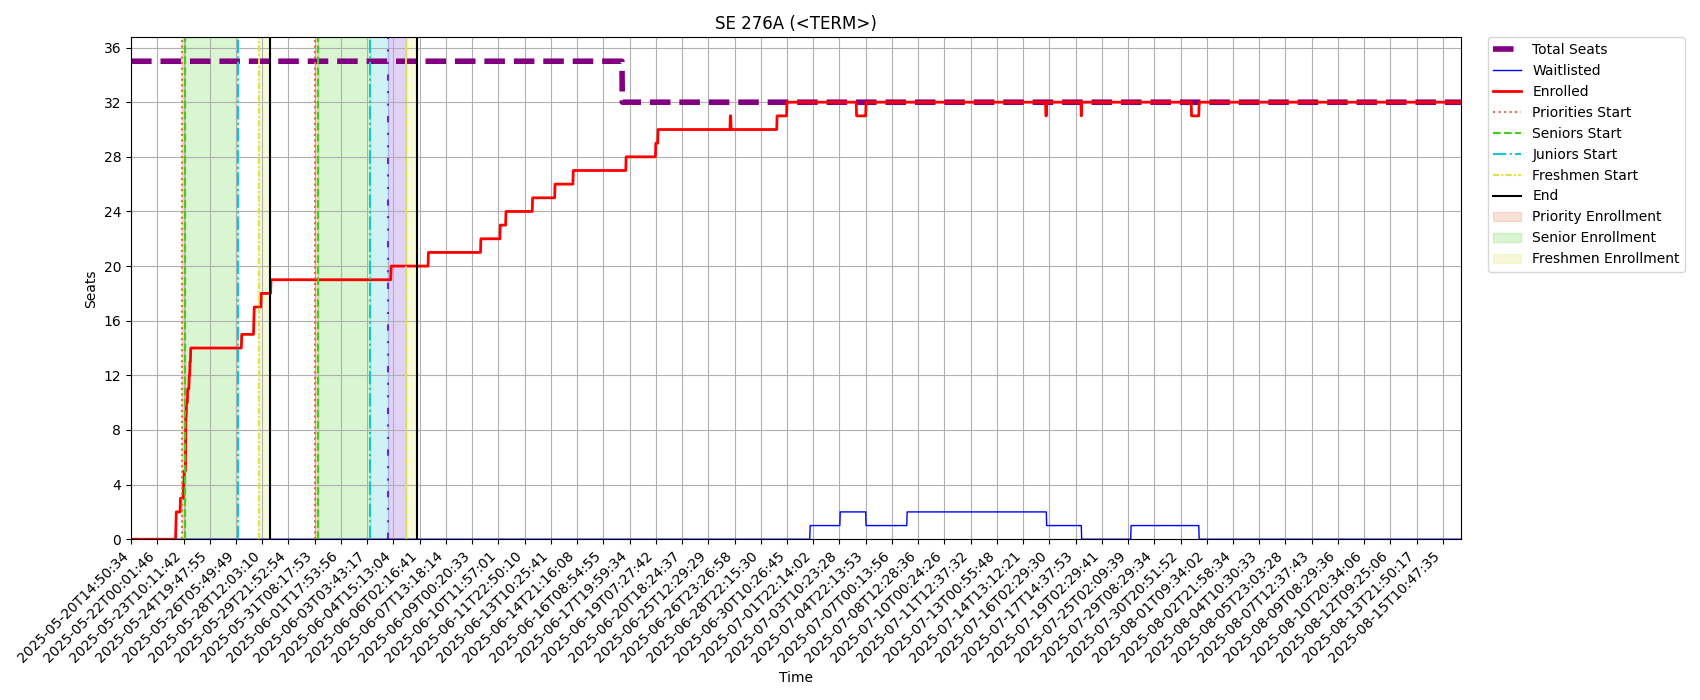 SE 276A (<TERM>)
Seats
36
32
28
24
20
16
12
8
4
0
2025-05-20T14:50:34
2025-05-22T00:01:46
2025-05-23T10:11:42
2025-05-24T19:47:55
2025-05-26T05:49:49
2025-05-28T12:03:10
2025-05-29T21:52:54
2025-05-31T08:17:53
2025-06-01T17:53:56
2025-06-03T03:43:17
2025-06-04T15:13:04
2025-06-06T02:16:41
2025-06-07T13:18:14
2025-06-09T00:20:33
2025-06-10T11:57:01
2025-06-11T22:50:10
2025-06-13T10:25:41
2025-06-14T21:16:08
2025-06-16T08:54:55
2025-06-17T19:59:34
2025-06-19T07:27:42
2025-06-20T18:24:37
2025-06-25T12:29:29
2025-06-26T23:26:58
2025-06-28T22:15:30
2025-06-30T10:26:45
2025-07-01T22:14:02
2025-07-03T10:23:28
2025-07-04T22:13:53
2025-07-07T00:13:56
2025-07-08T12:28:36
2025-07-10T00:24:26
2025-07-11T12:37:32
2025-07-13T00:55:48
2025-07-14T13:12:21
2025-07-16T02:29:30
2025-07-17T14:37:53
2025-07-19T02:29:41
2025-07-25T02:09:39
2025-07-29T08:29:34
2025-07-30T20:51:52
2025-08-01T09:34:02
2025-08-02T21:58:34
2025-08-04T10:30:33
2025-08-05T23:03:28
2025-08-07T12:37:43
2025-08-09T08:29:36
2025-08-10T20:34:06
2025-08-12T09:25:06
2025-08-13T21:50:17
2025-08-15T10:47:35
Time
Total Seats
Waitlisted
Enrolled
Priorities Start
Seniors Start
Juniors Start
Freshmen Start
End
Priority Enrollment
Senior Enrollment
Freshmen Enrollment